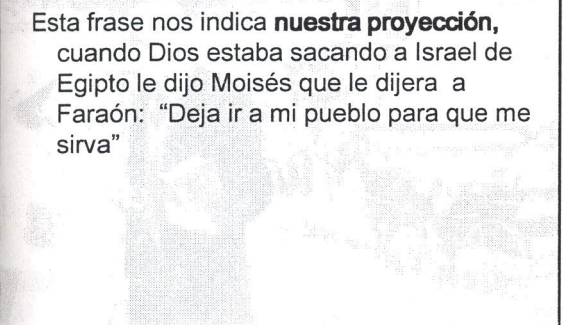 Esta frase nos indica nuestra proyección,
cuando Dios estaba sacando a Israel de
Egipto le dijo Moisés que le dijera a
Faraón: “Deja ir a mi pueblo para que me
sirva”